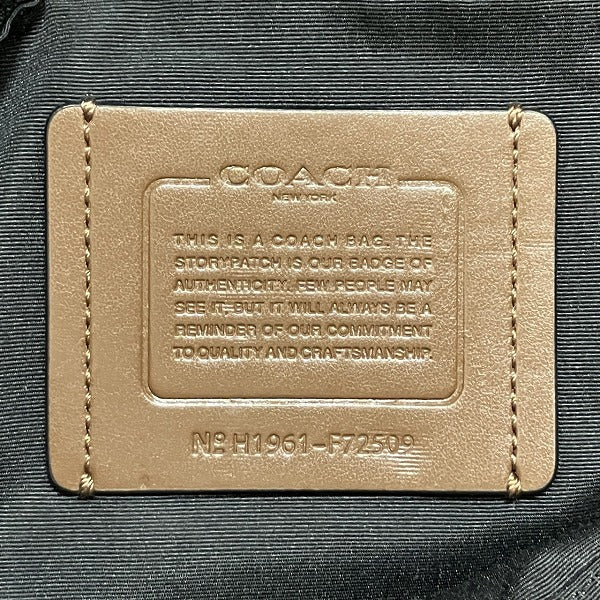 COACH
NEW YORK
THIS IS A COACH BAG. THE
STORYPATCH IS OUR BADGE OF
AUTHENTICITY. FEW PEOPLE MAY
SEE IT, BUT IT WILL ALWAYS BE A
REMINDER OF OUR COMMITMENT
TO QUALITY AND CRAFTSMANSHIP.
Nº H1961-F72509